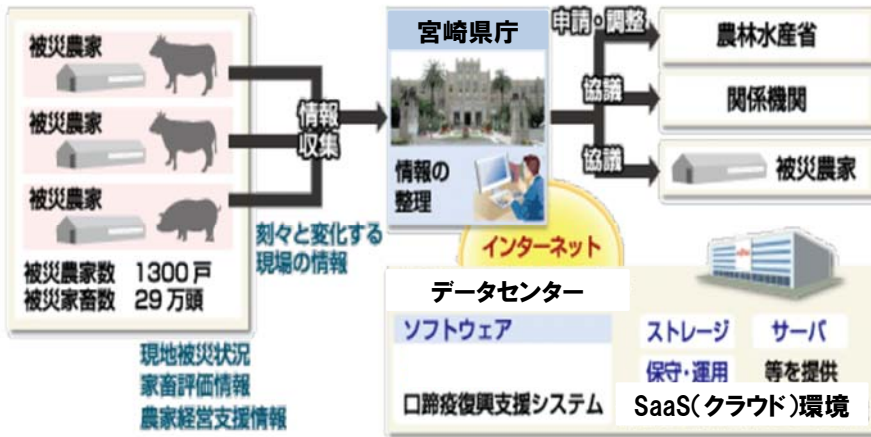 被災農家
被災農家
被災農家
被災農家数 1300戸
被災家畜数 29万頭
情報
収集
刻々と変化する
現場の情報
現地被災状況
家畜評価情報
農家経営支援情報
宮崎県庁
情報の
整理
申請・調整
農林水産省
協議
関係機関
協議
被災農家
インターネット
データセンター
ソフトウェア
口蹄疫復興支援システム
ストレージ サーバ
保守・運用 等を提供
SaaS(クラウド)環境